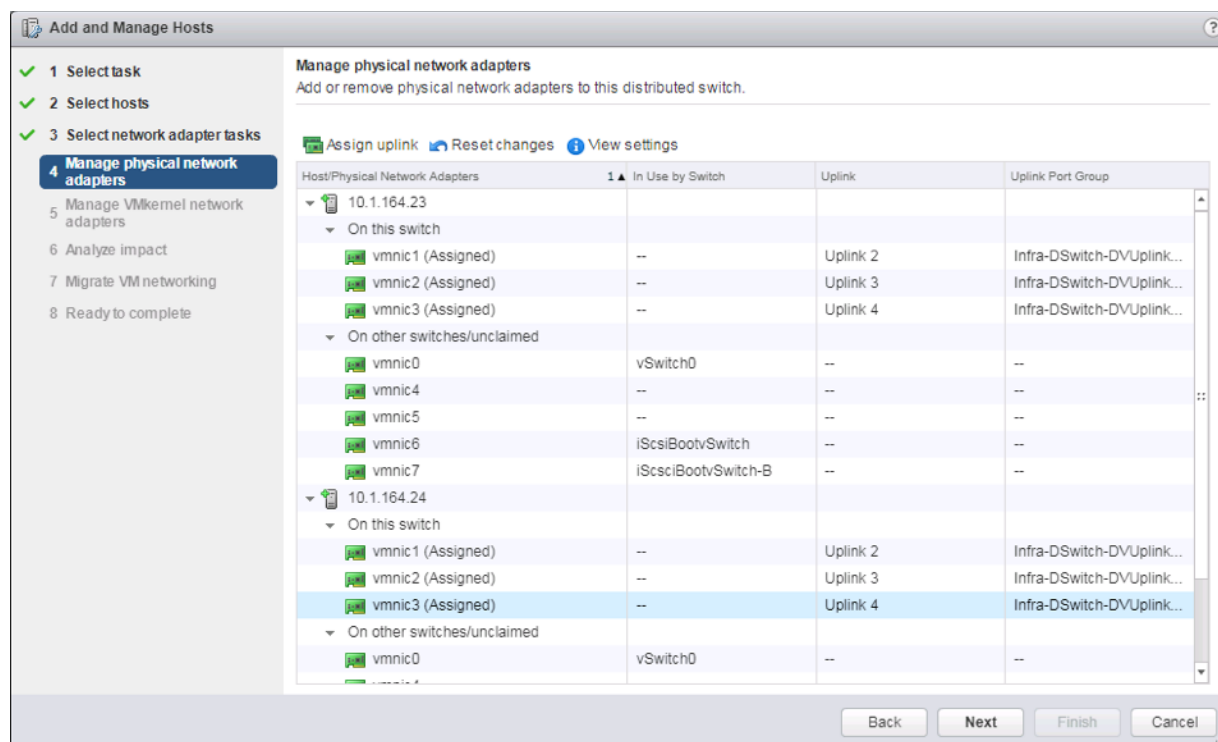 Add and Manage Hosts
?
1 Select task
2 Select hosts
3 Select network adapter tasks
4 Manage physical network
adapters
5 Manage VMkernel network
adapters
6 Analyze impact
7 Migrate VM networking
8 Ready to complete
Manage physical network adapters
Add or remove physical network adapters to this distributed switch.
Assign uplink Reset changes View settings
Host/Physical Network Adapters 1 ▲ In Use by Switch Uplink Uplink Port Group
10.1.164.23
On this switch
vmnic1 (Assigned) -- Uplink 2 Infra-DSwitch-DVUplink...
vmnic2 (Assigned) -- Uplink 3 Infra-DSwitch-DVUplink...
vmnic3 (Assigned) -- Uplink 4 Infra-DSwitch-DVUplink...
On other switches/unclaimed
vmnic0 vSwitch0 -- --
vmnic4 -- -- --
vmnic5 -- -- --
vmnic6 iScsiBootvSwitch -- --
vmnic7 iScsciBootvSwitch-B -- --
10.1.164.24
On this switch
vmnic1 (Assigned) -- Uplink 2 Infra-DSwitch-DVUplink...
vmnic2 (Assigned) -- Uplink 3 Infra-DSwitch-DVUplink...
vmnic3 (Assigned) -- Uplink 4 Infra-DSwitch-DVUplink...
On other switches/unclaimed
vmnic0 vSwitch0 -- --
Back Next Finish Cancel